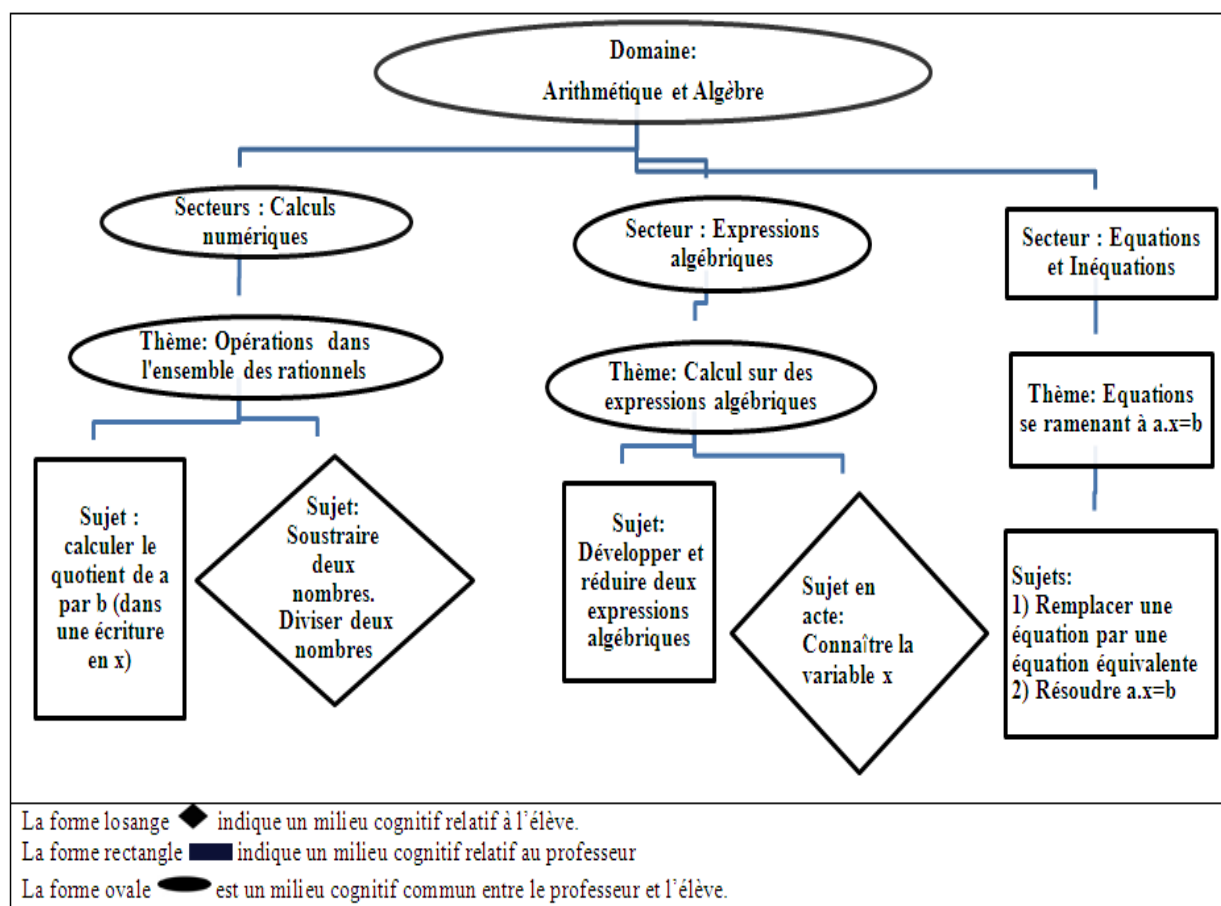 Domaine:
Arithmétique et Algèbre
Secteurs : Calculs
numériques
Secteur : Expressions
algébriques
Secteur : Equations
et Inéquations
Thème: Opérations dans
l'ensemble des rationnels
Thème: Calcul sur des
expressions algébriques
Thème: Equations
se ramenant à a.x=b
Sujet :
calculer le
quotient de a
par b (dans
une écriture
en x)
Sujet:
Soustraire
deux
nombres.
Diviser deux
nombres
Sujet:
Développer et
réduire deux
expressions
algébriques
Sujet en
acte:
Connaître la
variable x
Sujets:
1) Remplacer une
équation par une
équation équivalente
2) Résoudre a.x=b
La forme losange indique un milieu cognitif relatif à l'élève.
La forme rectangle indique un milieu cognitif relatif au professeur
La forme ovale est un milieu cognitif commun entre le professeur et l'élève.